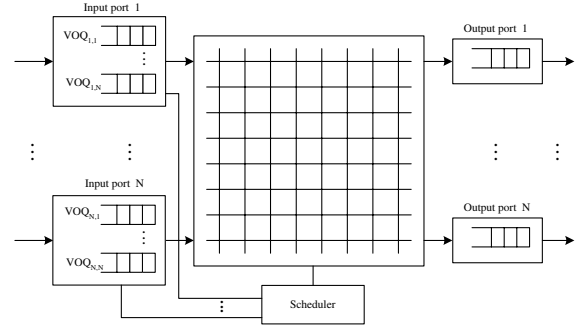 Input port 1
VOQ1,1
VOQ1,N
Output port 1
Input port N
VOQN,1
VOQN,N
Output port N
Scheduler